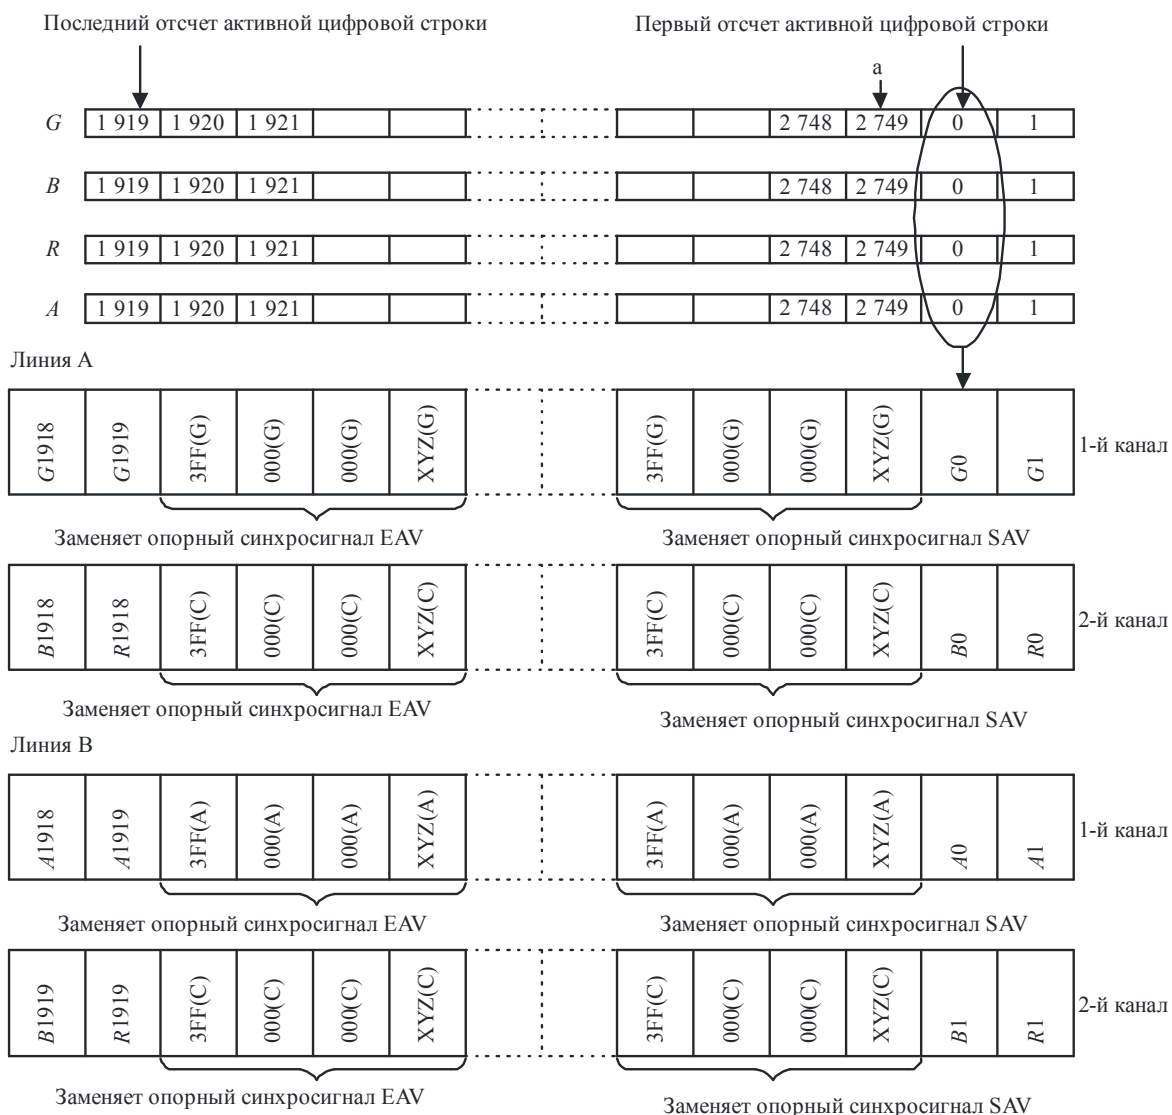 Последний отсчет активной цифровой строки
Первый отсчет активной цифровой строки
a
G 1 919 1 920 1 921 2 748 2 749 0 1
B 1 919 1 920 1 921 2 748 2 749 0 1
R 1 919 1 920 1 921 2 748 2 749 0 1
A 1 919 1 920 1 921 2 748 2 749 0 1
Линия A
G1918 G1919 3FF(G) 000(G) 000(G) XYZ(G) 3FF(G) 000(G) 000(G) XYZ(G) G0 G1 1-й канал
Заменяет опорный синхросигнал EAV
Заменяет опорный синхросигнал SAV
B1918 R1918 3FF(C) 000(C) 000(C) XYZ(C) 3FF(C) 000(C) 000(C) XYZ(C) B0 R0 2-й канал
Заменяет опорный синхросигнал EAV
Заменяет опорный синхросигнал SAV
Линия B
A1918 A1919 3FF(A) 000(A) 000(A) XYZ(A) 3FF(A) 000(A) 000(A) XYZ(A) A0 A1 1-й канал
Заменяет опорный синхросигнал EAV
Заменяет опорный синхросигнал SAV
B1919 R1919 3FF(C) 000(C) 000(C) XYZ(C) 3FF(C) 000(C) 000(C) XYZ(C) B1 R1 2-й канал
Заменяет опорный синхросигнал EAV
Заменяет опорный синхросигнал SAV